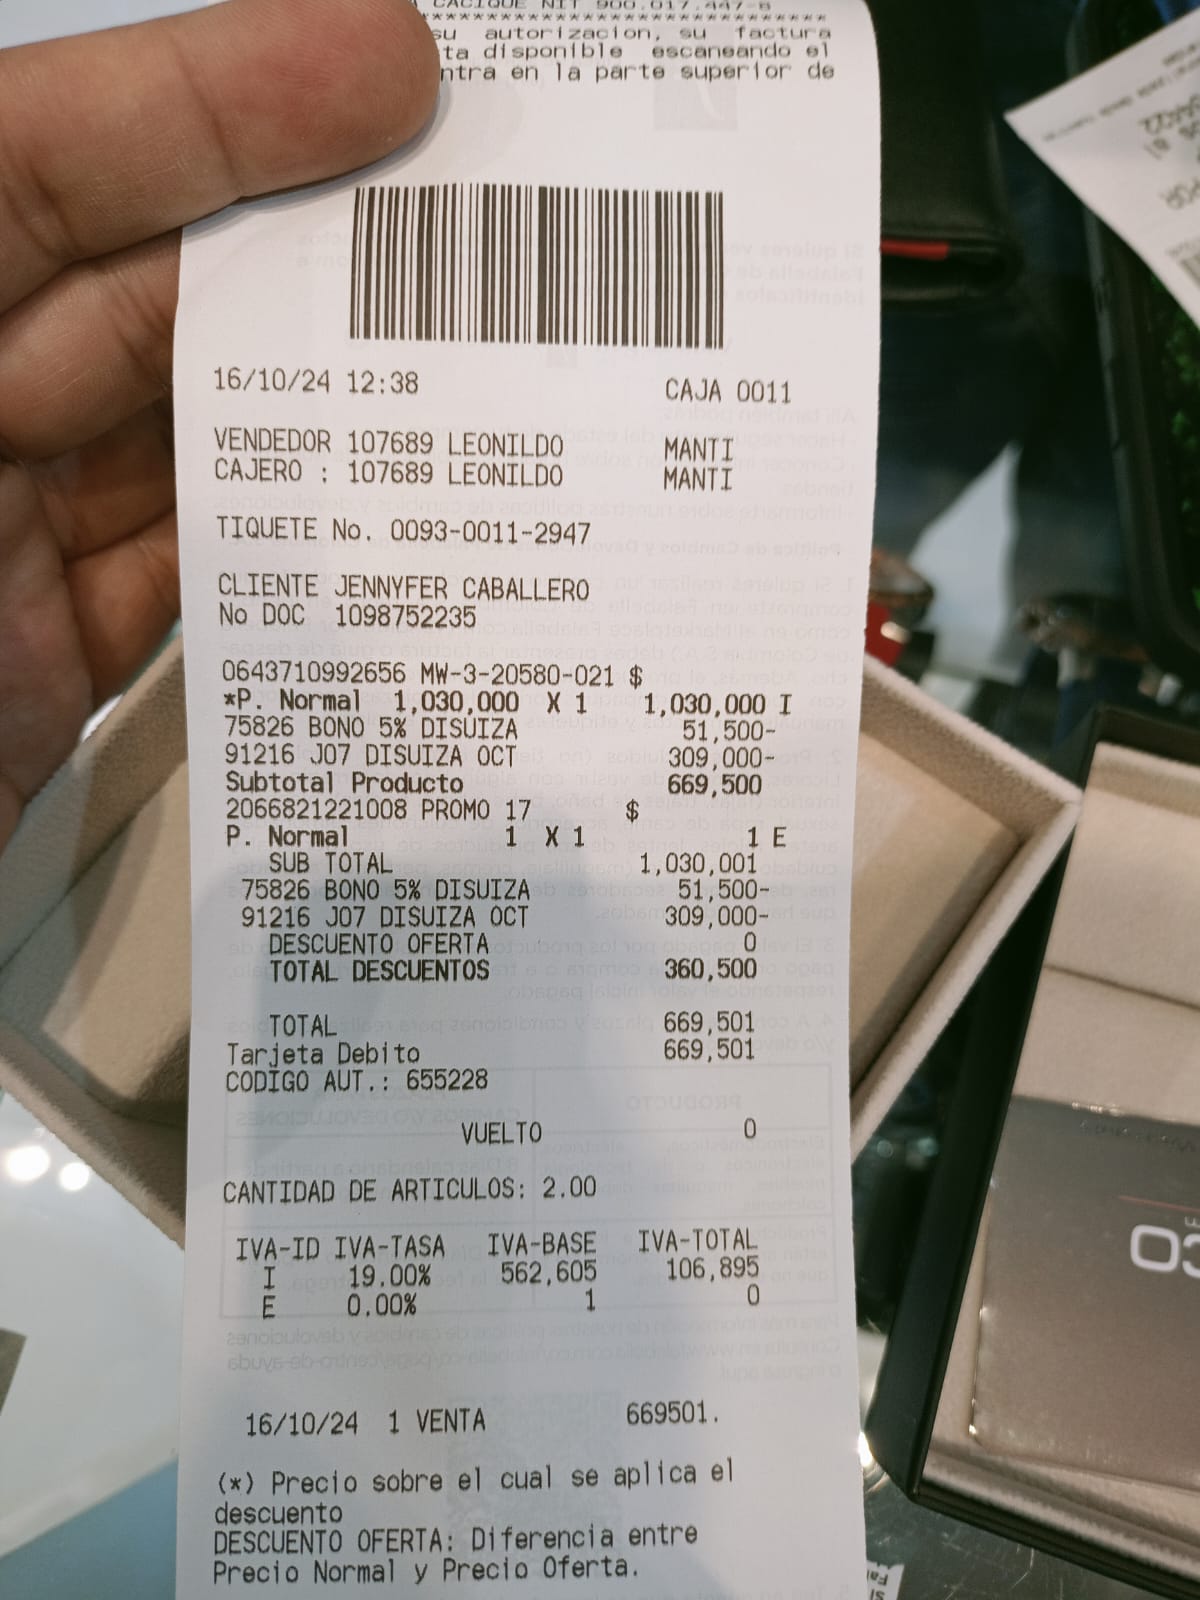 CACIQUE NIT 900.017.447-8
su autorizacion, su factura
ta disponible escaneando el
ntra en la parte superior de
16/10/24 12:38 CAJA 0011
VENDEDOR 107689 LEONILDO MANTI
CAJERO : 107689 LEONILDO MANTI
TIQUETE No. 0093-0011-2947
CLIENTE JENNYFER CABALLERO
No DOC 1098752235
0643710992656 MW-3-20580-021 $
*P. Normal 1,030,000 X 1 1,030,000 I
75826 BONO 5% DISUIZA 51,500-
91216 J07 DISUIZA OCT 309,000-
Subtotal Producto 669,500
2066821221008 PROMO 17 $
P. Normal 1 X 1 1 E
SUB TOTAL 1,030,001
75826 BONO 5% DISUIZA 51,500-
91216 J07 DISUIZA OCT 309,000-
DESCUENTO OFERTA 0
TOTAL DESCUENTOS 360,500
TOTAL 669,501
Tarjeta Debito 669,501
CODIGO AUT.: 655228
VUELTO 0
CANTIDAD DE ARTICULOS: 2.00
IVA-ID IVA-TASA IVA-BASE IVA-TOTAL
I 19.00% 562,605 106,895
E 0.00% 1 0
16/10/24 1 VENTA 669501.
(*) Precio sobre el cual se aplica el
descuento
DESCUENTO OFERTA: Diferencia entre
Precio Normal y Precio Oferta.
CO